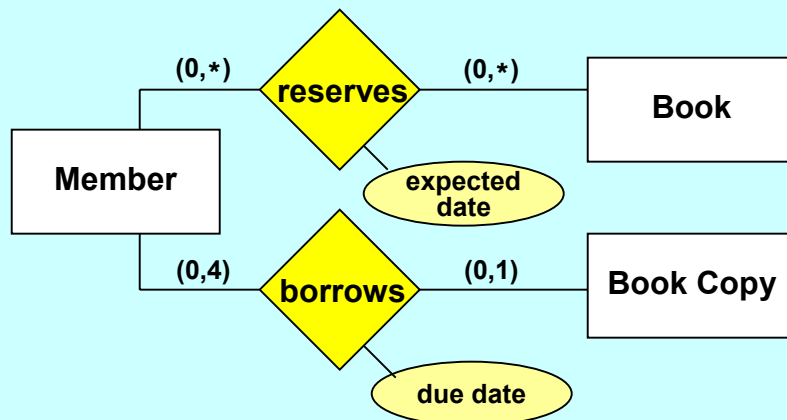 (0,*)
reserves
(0,*)
Book
Member
expected
date
(0,4)
borrows
(0,1)
Book Copy
due date